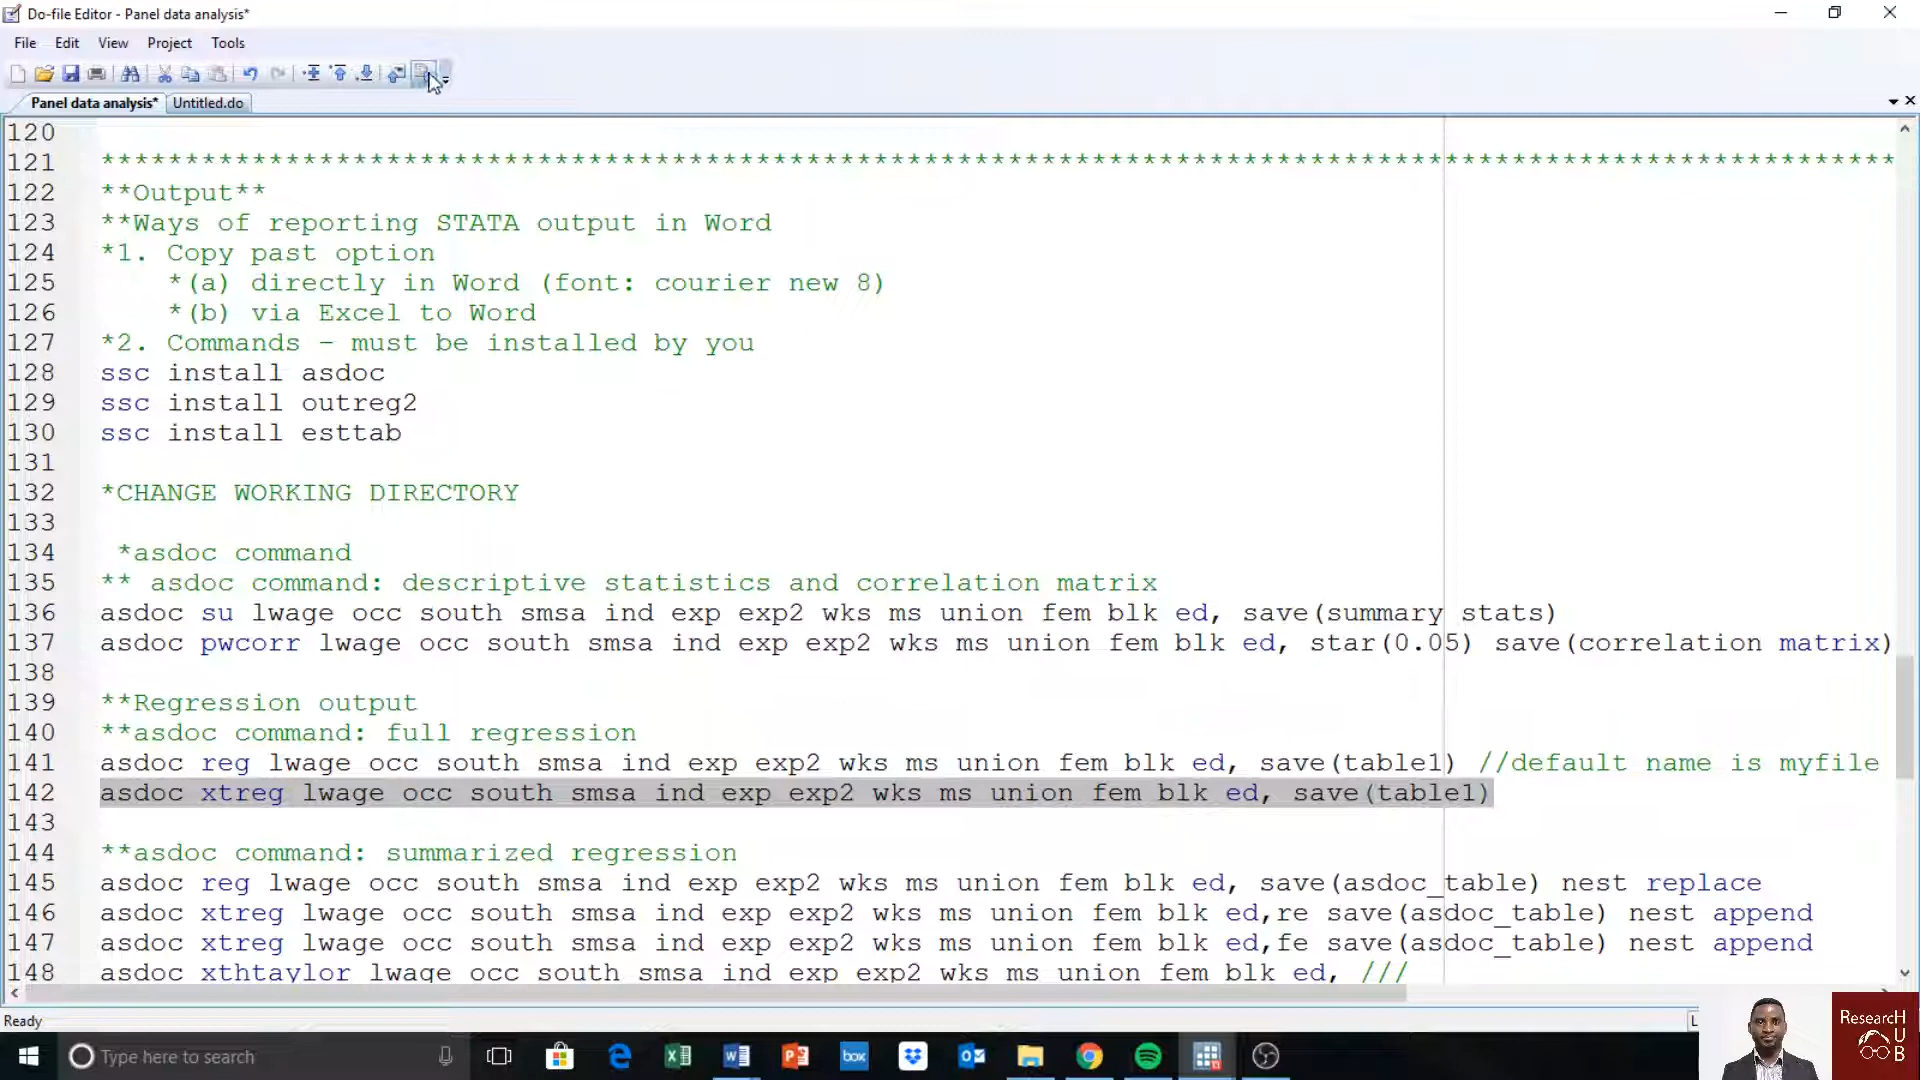 Do-file Editor - Panel data analysis*
File Edit View Project Tools
Panel data analysis* Untitled.do
120
121 ***********************************************************************************************************
122 **Output**
123 **Ways of reporting STATA output in Word
124 *1. Copy past option
125 *(a) directly in Word (font: courier new 8)
126 *(b) via Excel to Word
127 *2. Commands - must be installed by you
128 ssc install asdoc
129 ssc install outreg2
130 ssc install esttab
131
132 *CHANGE WORKING DIRECTORY
133
134 *asdoc command
135 ** asdoc command: descriptive statistics and correlation matrix
136 asdoc su lwage occ south smsa ind exp exp2 wks ms union fem blk ed, save(summary stats)
137 asdoc pwcorr lwage occ south smsa ind exp exp2 wks ms union fem blk ed, star(0.05) save(correlation matrix)
138
139 **Regression output
140 **asdoc command: full regression
141 asdoc reg lwage occ south smsa ind exp exp2 wks ms union fem blk ed, save(table1) //default name is myfile
142 asdoc xtreg lwage occ south smsa ind exp exp2 wks ms union fem blk ed, save(table1)
143
144 **asdoc command: summarized regression
145 asdoc reg lwage occ south smsa ind exp exp2 wks ms union fem blk ed, save(asdoc_table) nest replace
146 asdoc xtreg lwage occ south smsa ind exp exp2 wks ms union fem blk ed,re save(asdoc_table) nest append
147 asdoc xtreg lwage occ south smsa ind exp exp2 wks ms union fem blk ed,fe save(asdoc_table) nest append
148 asdoc xthtaylor lwage occ south smsa ind exp exp2 wks ms union fem blk ed, ///
Ready
ResearcHUB
Type here to search
box